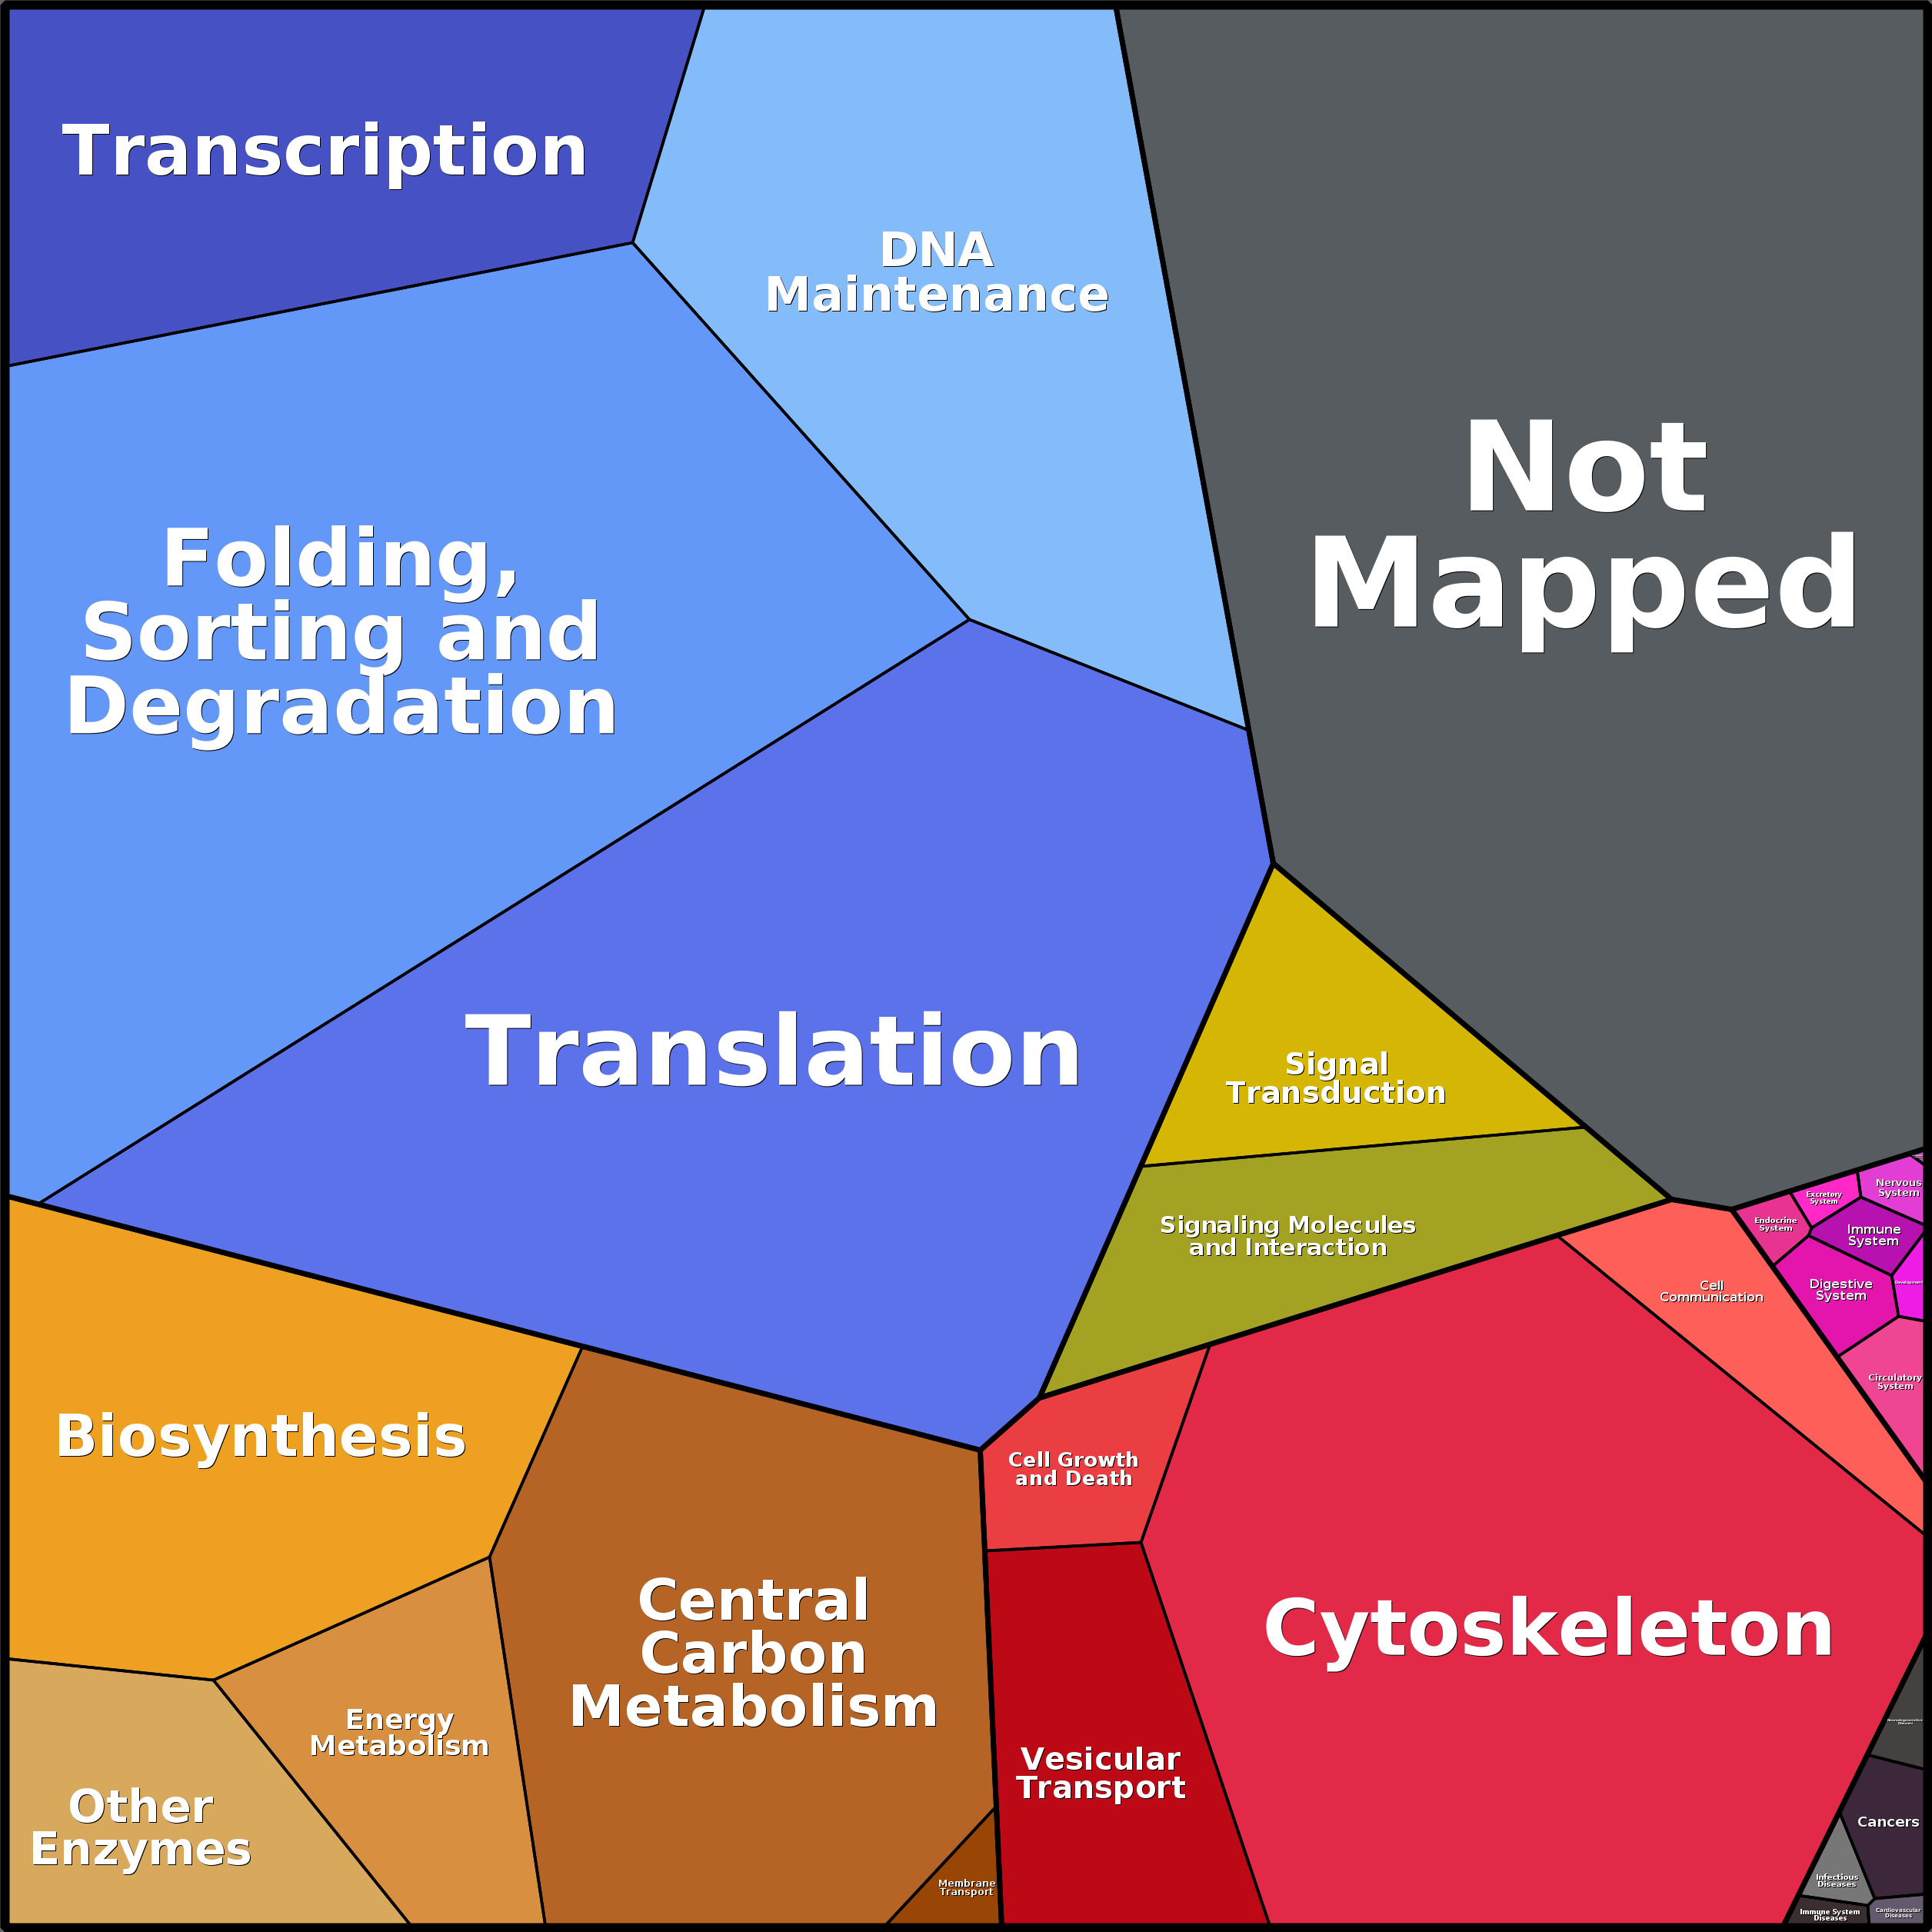 Transcription
DNA
Maintenance
Not
Mapped
Folding,
Sorting and
Degradation
Translation
Signal
Transduction
Signaling Molecules
and Interaction
Nervous
System
Excretory
System
Endocrine
System
Immune
System
Digestive
System
Circulatory
System
Cell
Communication
Biosynthesis
Cell Growth
and Death
Central
Carbon
Metabolism
Cytoskeleton
Energy
Metabolism
Vesicular
Transport
Other
Enzymes
Membrane
Transport
Cancers
Infectious
Diseases
Immune System
Diseases
Cardiovascular
Diseases